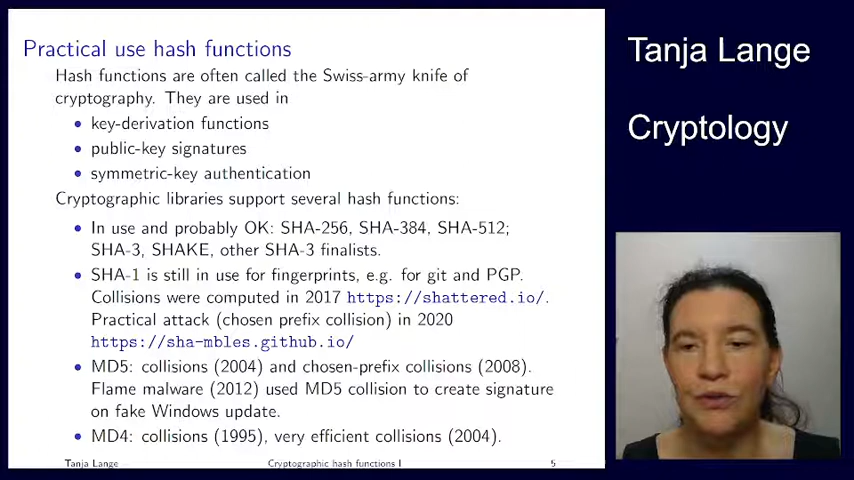 Practical use hash functions
Hash functions are often called the Swiss-army knife of
cryptography. They are used in
• key-derivation functions
• public-key signatures
• symmetric-key authentication
Cryptographic libraries support several hash functions:
• In use and probably OK: SHA-256, SHA-384, SHA-512;
SHA-3, SHAKE, other SHA-3 finalists.
• SHA-1 is still in use for fingerprints, e.g. for git and PGP.
Collisions were computed in 2017 https://shattered.io/.
Practical attack (chosen prefix collision) in 2020
https://sha-mbles.github.io/
• MD5: collisions (2004) and chosen-prefix collisions (2008).
Flame malware (2012) used MD5 collision to create signature
on fake Windows update.
• MD4: collisions (1995), very efficient collisions (2004).
Tanja Lange Cryptographic hash functions I 5
Tanja Lange
Cryptology